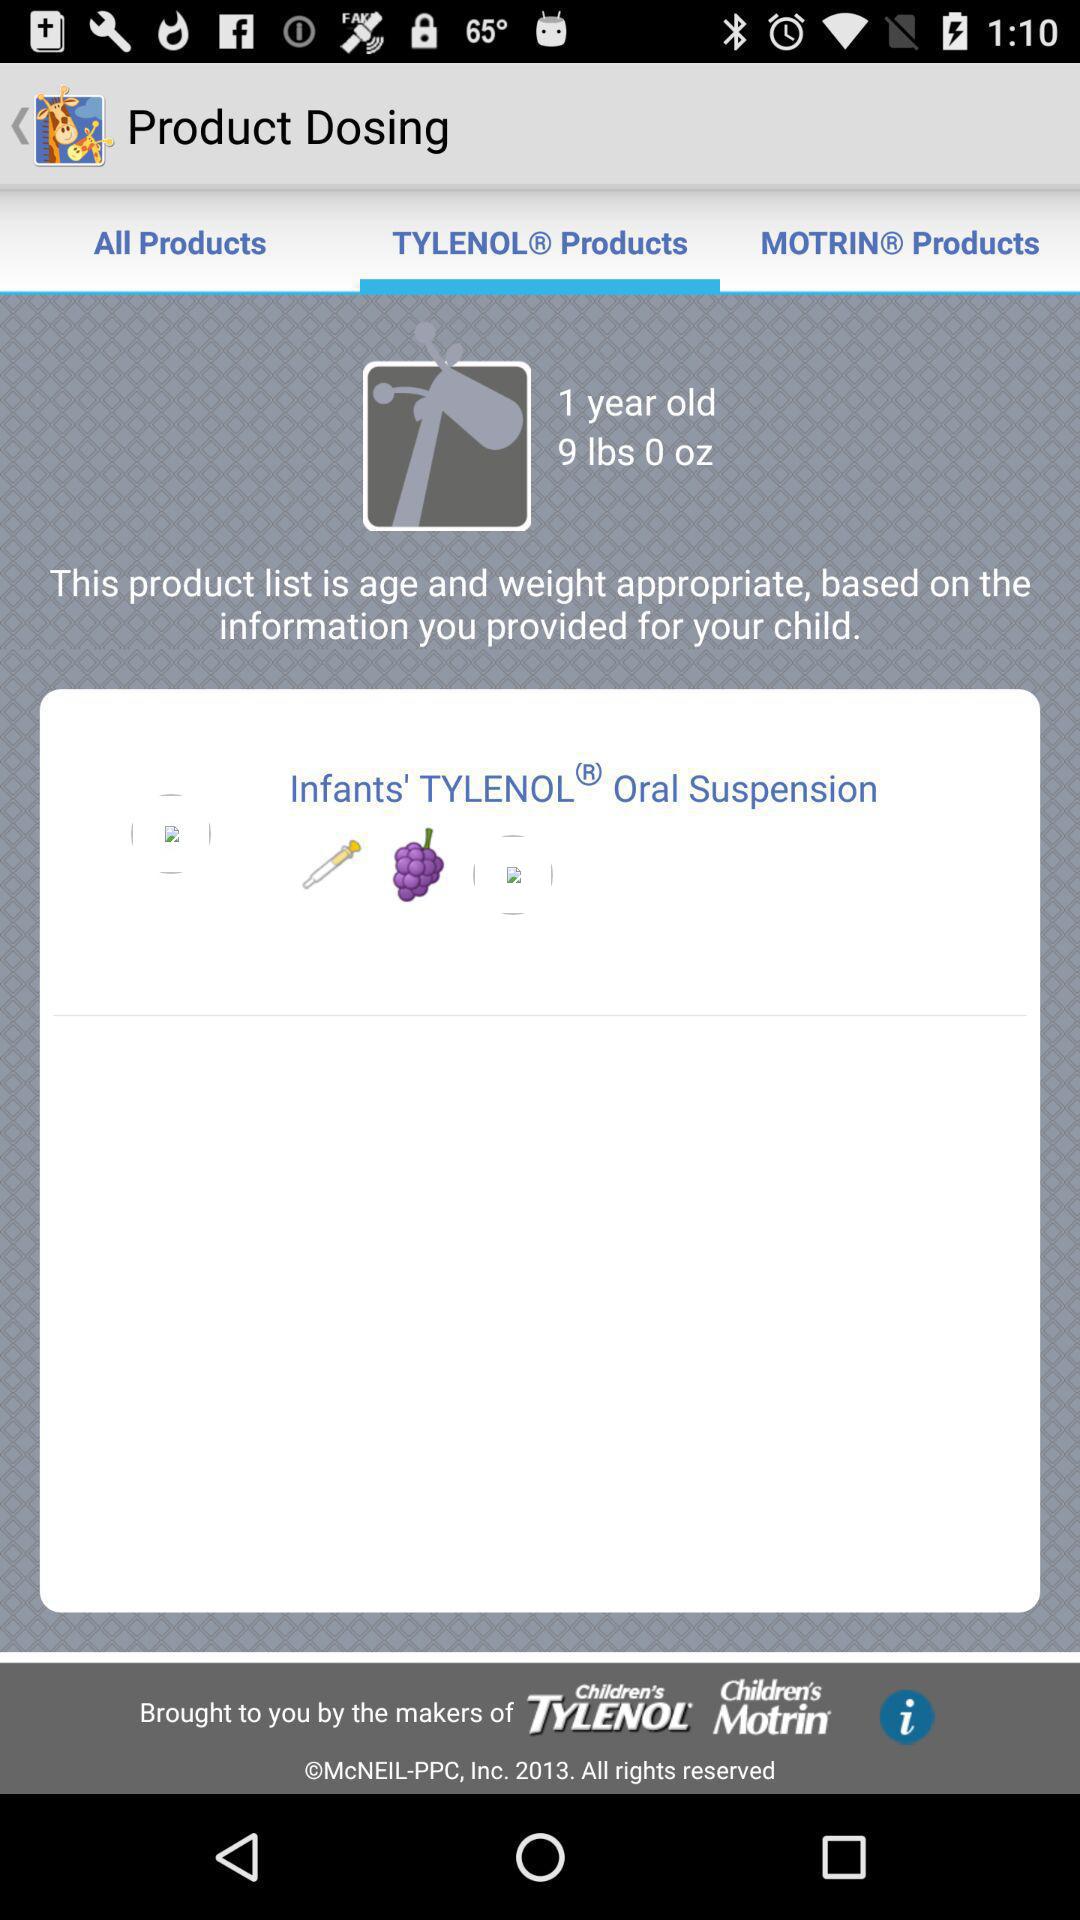 FAKE 65° 1:10
Product Dosing
All Products TYLENOL® Products MOTRIN® Products
1 year old
9 lbs 0 oz
This product list is age and weight appropriate, based on the
information you provided for your child.
Infants' TYLENOL® Oral Suspension
Brought to you by the makers of Children's TYLENOL Children's Motrin i
©McNEIL-PPC, Inc. 2013. All rights reserved